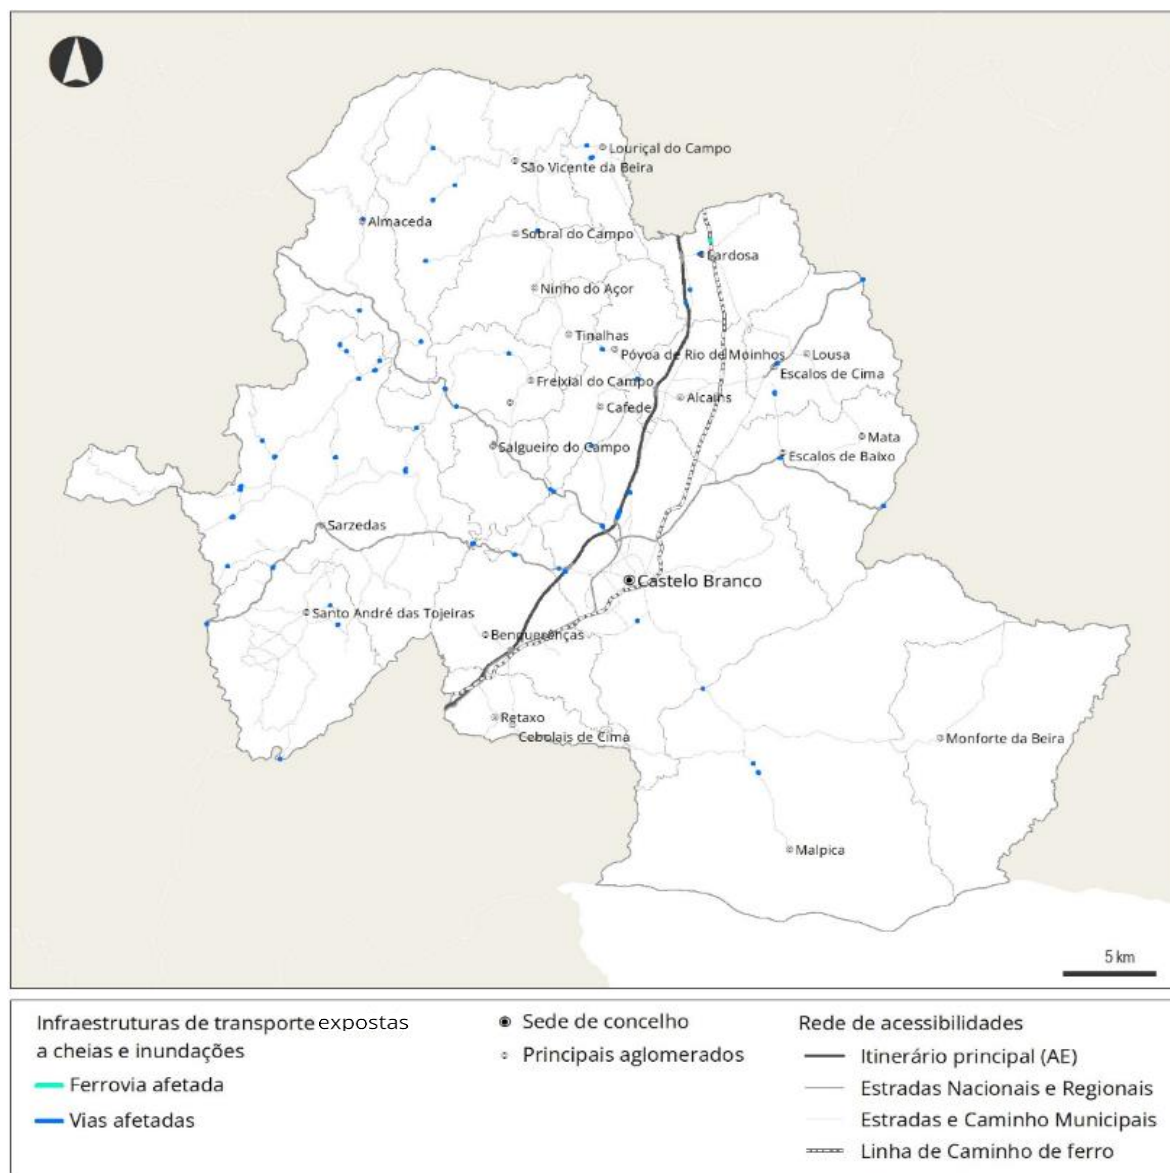 Louriçal do Campo
São Vicente da Beira
Almaceda
Sobral do Campo
Lardosa
Ninho do Açor
Tinalhas
Póvoa de Rio de Moinhos
Lousa
Escalos de Cima
Freixial do Campo
Alcains
Cafede
Mata
Salgueiro do Campo
Escalos de Baixo
Sarzedas
Castelo Branco
Santo André das Tojeiras
Benquerenças
Retaxo
Cebolais de Cima
Monforte da Beira
Malpica
5 km
Infraestruturas de transporte expostas
a cheias e inundações
Ferrovia afetada
Vias afetadas
Sede de concelho
Principais aglomerados
Rede de acessibilidades
Itinerário principal (AE)
Estradas Nacionais e Regionais
Estradas e Caminho Municipais
Linha de Caminho de ferro